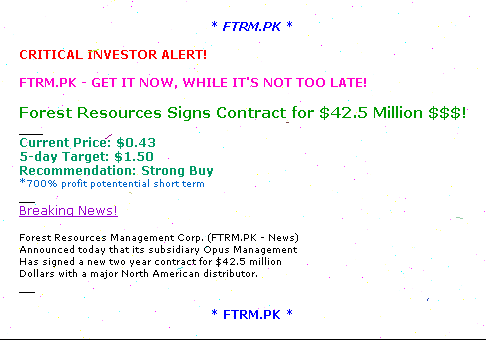 * FTRM.PK *
CRITICAL INVESTOR ALERT!
FTRM.PK - GET IT NOW, WHILE IT'S NOT TOO LATE!
Forest Resources Signs Contract for $42.5 Million $$$!
Current Price: $0.43
5-day Target: $1.50
Recommendation: Strong Buy
*700% profit potentential short term
Breaking News!
Forest Resources Management Corp. (FTRM.PK - News)
Announced today that its subsidiary Opus Management
Has signed a new two year contract for $42.5 million
Dollars with a major North American distributor.
* FTRM.PK *